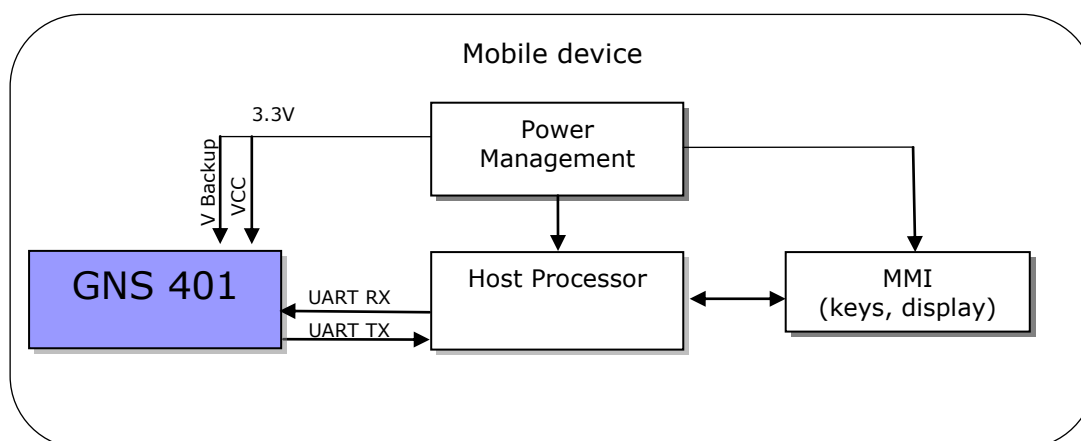 Mobile device
3.3V
Power
Management
V Backup
VCC
GNS 401
UART RX
UART TX
Host Processor
MMI
(keys, display)